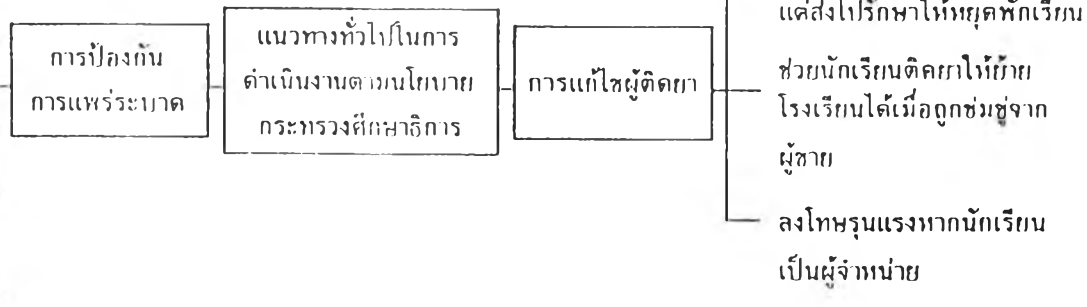 การป้องกัน
การแพร่ระบาด
แนวทางทั่วไปในการ
ดำเนินงานตามนโยบาย
กระทรวงศึกษาธิการ
การแก้ไขผู้ติดยา
แต่ส่งไปรักษาให้หยุดพักเรียน
ช่วยนักเรียนติดยาให้ย้าย
โรงเรียนได้เมื่อถูกข่มขู่จาก
ผู้ขาย
ลงโทษรุนแรงหากนักเรียน
เป็นผู้จำหน่าย